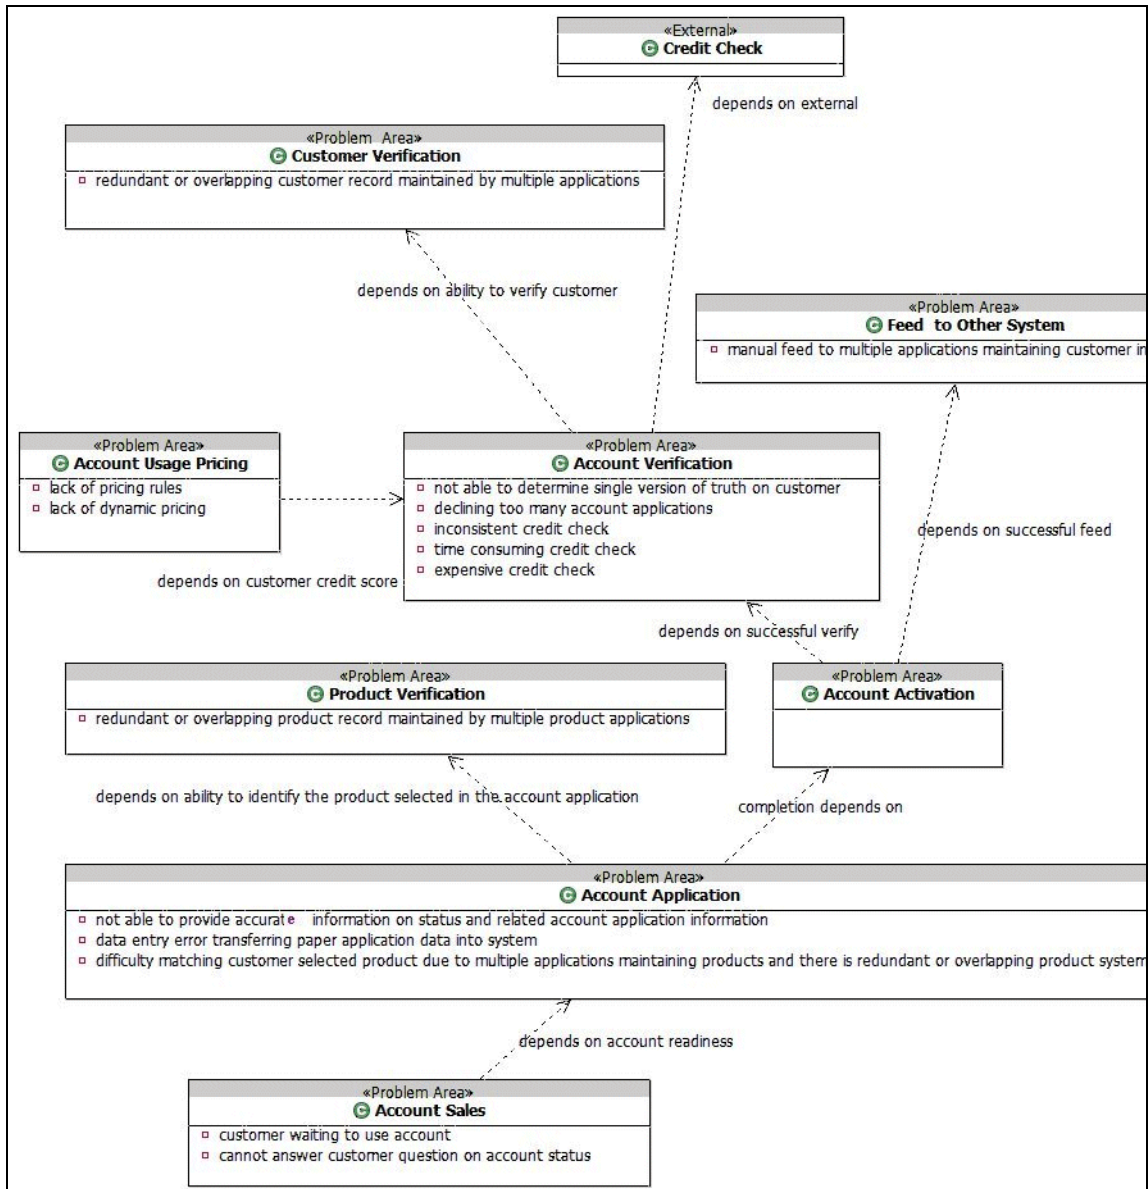 «External»
Credit Check
depends on external
«Problem Area»
Customer Verification
redundant or overlapping customer record maintained by multiple applications
depends on ability to verify customer
«Problem Area»
Feed to Other System
manual feed to multiple applications maintaining customer in
«Problem Area»
Account Usage Pricing
lack of pricing rules
lack of dynamic pricing
«Problem Area»
Account Verification
not able to determine single version of truth on customer
declining too many account applications
inconsistent credit check
time consuming credit check
expensive credit check
depends on successful feed
depends on customer credit score
depends on successful verify
«Problem Area»
Product Verification
redundant or overlapping product record maintained by multiple product applications
«Problem Area»
Account Activation
depends on ability to identify the product selected in the account application
completion depends on
«Problem Area»
Account Application
not able to provide accurate information on status and related account application information
data entry error transferring paper application data into system
difficulty matching customer selected product due to multiple applications maintaining products and there is redundant or overlapping product system
depends on account readiness
«Problem Area»
Account Sales
customer waiting to use account
cannot answer customer question on account status